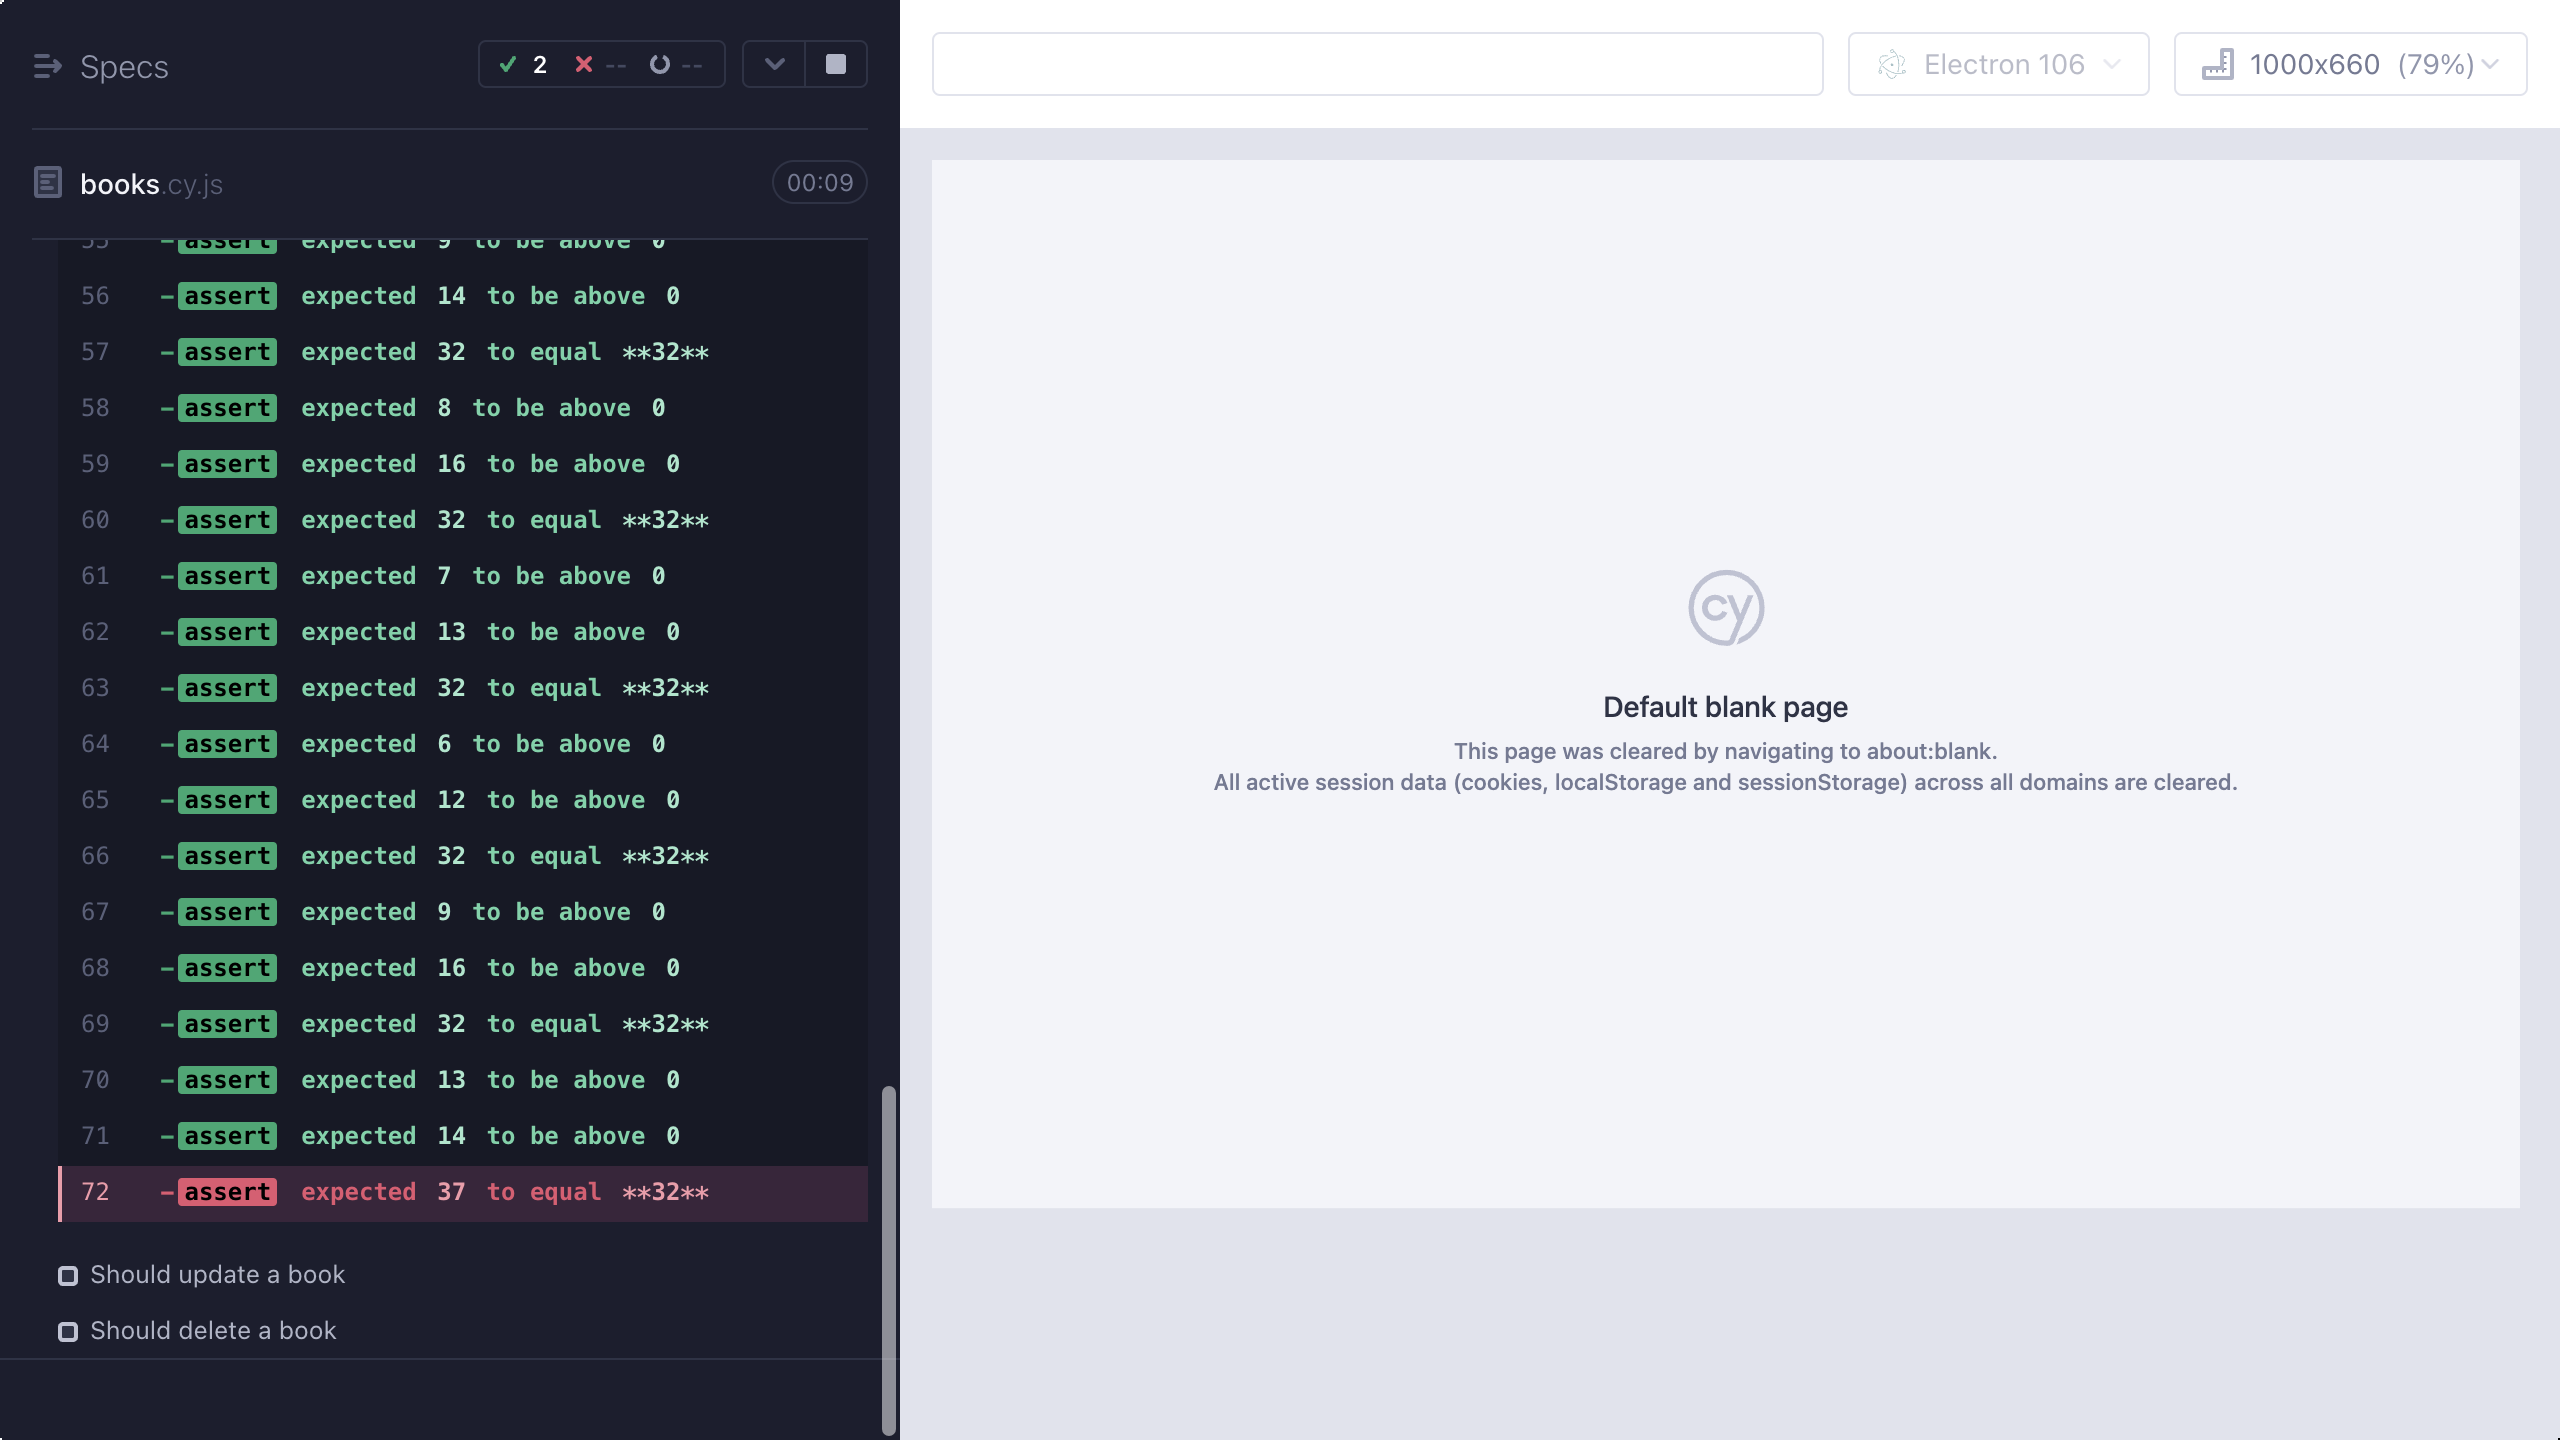 Specs
2 -- --
books.cy.js
00:09
55 -assert expected 9 to be above 0
56 -assert expected 14 to be above 0
57 -assert expected 32 to equal **32**
58 -assert expected 8 to be above 0
59 -assert expected 16 to be above 0
60 -assert expected 32 to equal **32**
61 -assert expected 7 to be above 0
62 -assert expected 13 to be above 0
63 -assert expected 32 to equal **32**
64 -assert expected 6 to be above 0
65 -assert expected 12 to be above 0
66 -assert expected 32 to equal **32**
67 -assert expected 9 to be above 0
68 -assert expected 16 to be above 0
69 -assert expected 32 to equal **32**
70 -assert expected 13 to be above 0
71 -assert expected 14 to be above 0
72 -assert expected 37 to equal **32**
Should update a book
Should delete a book
Electron 106
1000x660 (79%)
cy
Default blank page
This page was cleared by navigating to about:blank.
All active session data (cookies, localStorage and sessionStorage) across all domains are cleared.